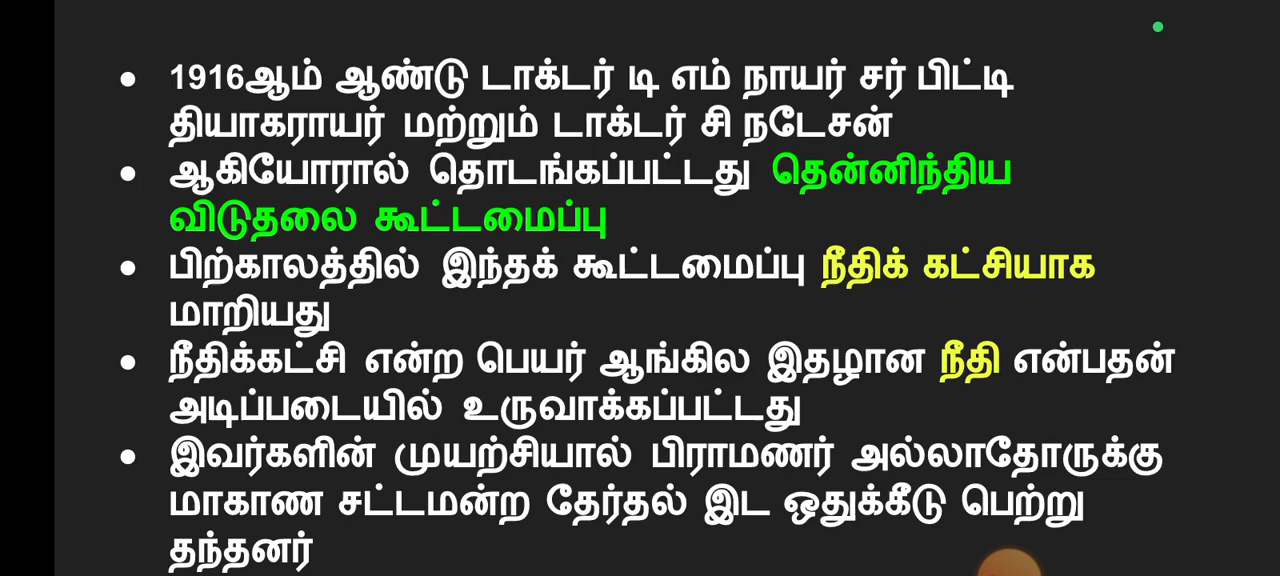 • 1916ஆம் ஆண்டு டாக்டர் டி எம் நாயர் சர் பிட்டி
தியாகராயர் மற்றும் டாக்டர் சி நடேசன்
• ஆகியோரால் தொடங்கப்பட்டது தென்னிந்திய
விடுதலை கூட்டமைப்பு
• பிற்காலத்தில் இந்தக் கூட்டமைப்பு நீதிக் கட்சியாக
மாறியது
• நீதிக்கட்சி என்ற பெயர் ஆங்கில இதழான நீதி என்பதன்
அடிப்படையில் உருவாக்கப்பட்டது
• இவர்களின் முயற்சியால் பிராமணர் அல்லாதோருக்கு
மாகாண சட்டமன்ற தேர்தல் இட ஒதுக்கீடு பெற்று
தந்தனர்